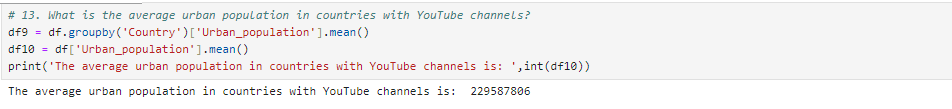 # 13. What is the average urban population in countries with YouTube channels?
df9 = df.groupby('Country')['Urban_population'].mean()
df10 = df['Urban_population'].mean()
print('The average urban population in countries with YouTube channels is: ',int(df10))
The average urban population in countries with YouTube channels is:  229587806